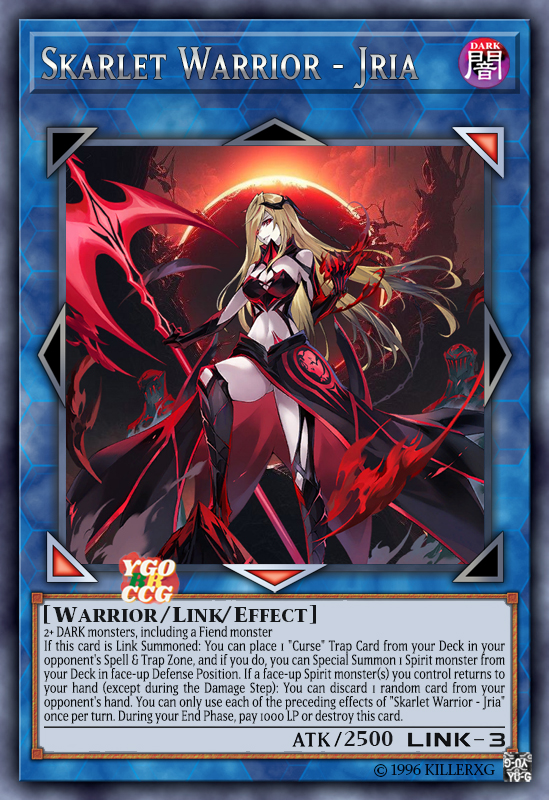 Skarlet Warrior - Jria
DARK
闇
YGO
BR
CCG
[Warrior/Link/Effect]
2+ DARK monsters, including a Fiend monster
If this card is Link Summoned: You can place 1 "Curse" Trap Card from your Deck in your
opponent's Spell & Trap Zone, and if you do, you can Special Summon 1 Spirit monster from
your Deck in face-up Defense Position. If a face-up Spirit monster(s) you control returns to
your hand (except during the Damage Step): You can discard 1 random card from your
opponent's hand. You can only use each of the preceding effects of "Skarlet Warrior - Jria"
once per turn. During your End Phase, pay 1000 LP or destroy this card.
ATK/2500 LINK-3
© 1996 KILLERXG
YU-G